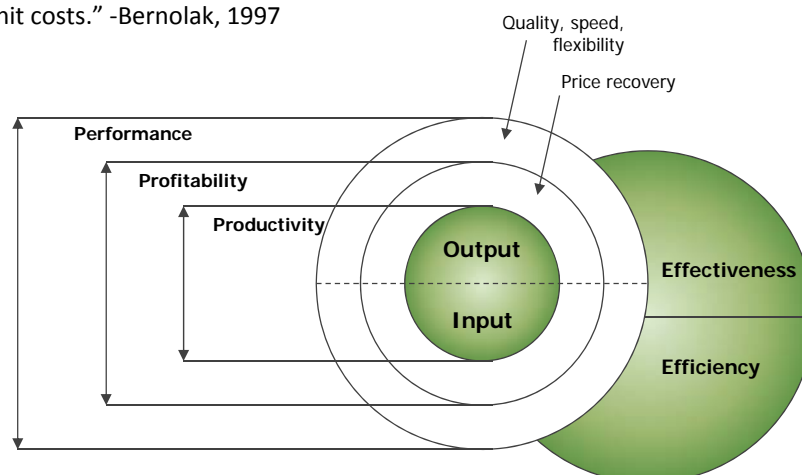 nit costs.” -Bernolak, 1997
Quality, speed,
flexibility
Price recovery
Performance
Profitability
Productivity
Output
Input
Effectiveness
Efficiency